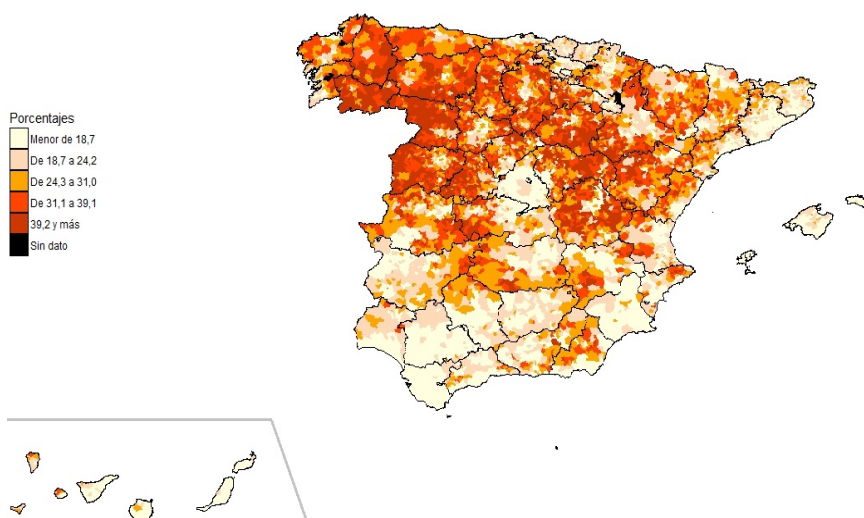 Porcentajes
Menor de 18,7
De 18,7 a 24,2
De 24,3 a 31,0
De 31,1 a 39,1
39,2 y más
Sin dato